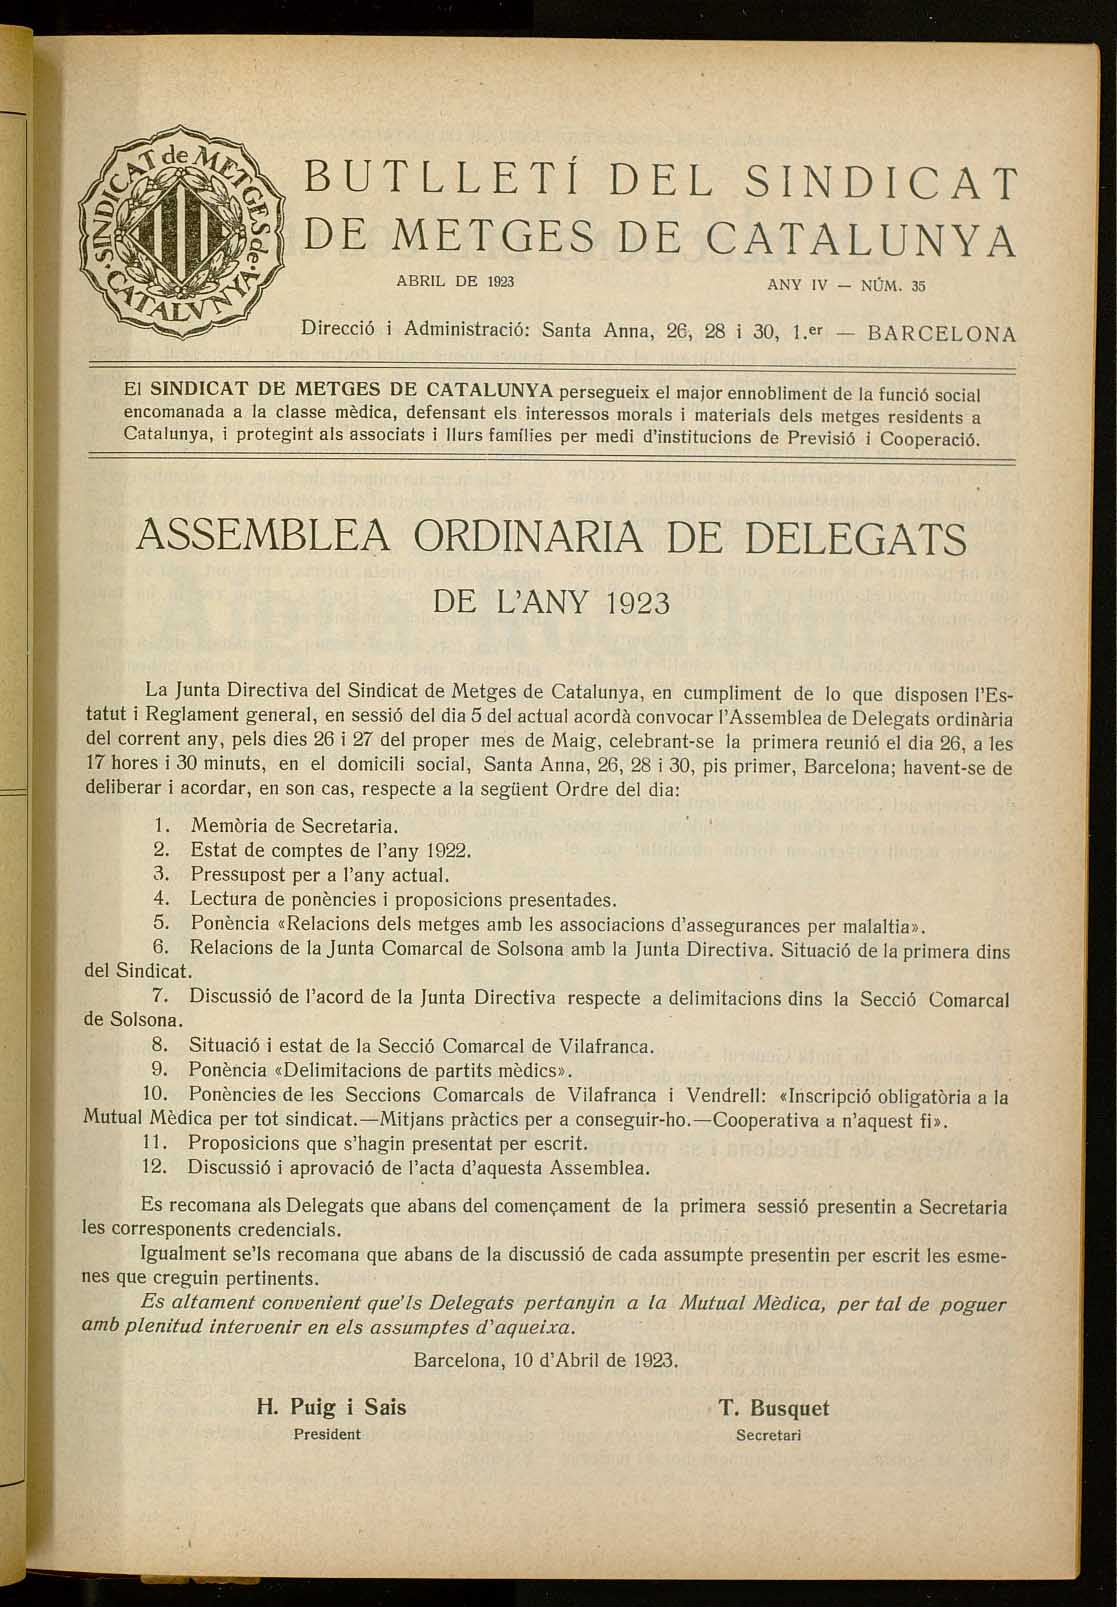 SINDICAT de METGES de CATALVNYA
BUTLLETÍ DEL SINDICAT
DE METGES DE CATALUNYA
ABRIL DE 1923 ANY IV — NÚM. 35
Direcció i Administració: Santa Anna, 26, 28 i 30, 1.er — BARCELONA
El SINDICAT DE METGES DE CATALUNYA persegueix el major ennobliment de la funció social
encomanada a la classe mèdica, defensant els interessos morals i materials dels metges residents a
Catalunya, i protegint als associats i llurs famílies per medi d'institucions de Previsió i Cooperació.
ASSEMBLEA ORDINARIA DE DELEGATS
DE L'ANY 1923
La Junta Directiva del Sindicat de Metges de Catalunya, en cumpliment de lo que disposen l'Es-
tatut i Reglament general, en sessió del dia 5 del actual acordà convocar l'Assemblea de Delegats ordinària
del corrent any, pels dies 26 i 27 del proper mes de Maig, celebrant-se la primera reunió el dia 26, a les
17 hores i 30 minuts, en el domicili social, Santa Anna, 26, 28 i 30, pis primer, Barcelona; havent-se de
deliberar i acordar, en son cas, respecte a la següent Ordre del dia:
1. Memòria de Secretaria.
2. Estat de comptes de l'any 1922.
3. Pressupost per a l'any actual.
4. Lectura de ponències i proposicions presentades.
5. Ponència «Relacions dels metges amb les associacions d'assegurances per malaltia».
6. Relacions de la Junta Comarcal de Solsona amb la Junta Directiva. Situació de la primera dins
del Sindicat.
7. Discussió de l'acord de la Junta Directiva respecte a delimitacions dins la Secció Comarcal
de Solsona.
8. Situació i estat de la Secció Comarcal de Vilafranca.
9. Ponència «Delimitacions de partits mèdics».
10. Ponències de les Seccions Comarcals de Vilafranca i Vendrell: «Inscripció obligatòria a la
Mutual Mèdica per tot sindicat.—Mitjans pràctics per a conseguir-ho.—Cooperativa a n'aquest fi».
11. Proposicions que s'hagin presentat per escrit.
12. Discussió i aprovació de l'acta d'aquesta Assemblea.
Es recomana als Delegats que abans del començament de la primera sessió presentin a Secretaria
les corresponents credencials.
Igualment se'ls recomana que abans de la discussió de cada assumpte presentin per escrit les esme-
nes que creguin pertinents.
Es altament convenient que'ls Delegats pertanyin a la Mutual Mèdica, per tal de poguer
amb plenitud intervenir en els assumptes d'aqueixa.
Barcelona, 10 d'Abril de 1923.
H. Puig i Sais T. Busquet
President Secretari